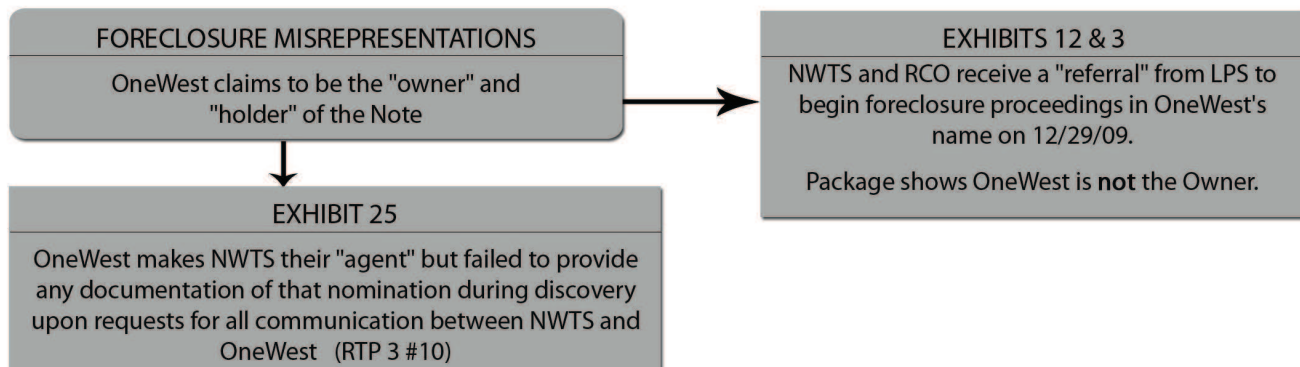 FORECLOSURE MISREPRESENTATIONS
OneWest claims to be the "owner" and
"holder" of the Note
EXHIBITS 12 & 3
NWTS and RCO receive a "referral" from LPS to
begin foreclosure proceedings in OneWest's
name on 12/29/09.
Package shows OneWest is not the Owner.
EXHIBIT 25
OneWest makes NWTS their "agent" but failed to provide
any documentation of that nomination during discovery
upon requests for all communication between NWTS and
OneWest (RTP 3 #10)